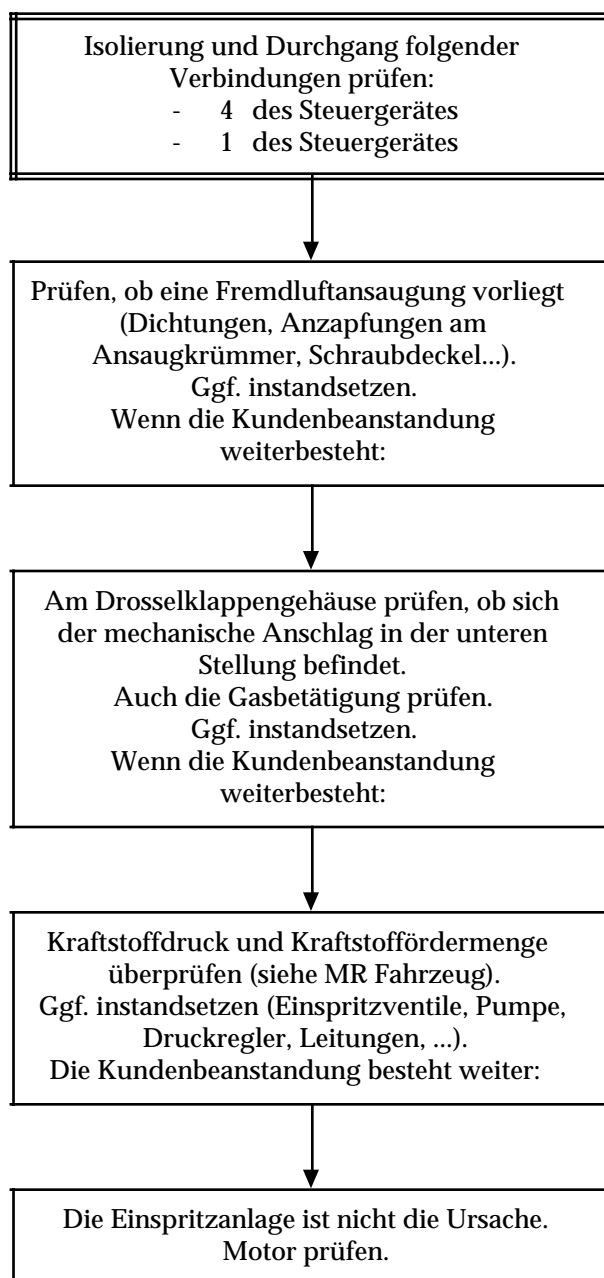 Isolierung und Durchgang folgender
Verbindungen prüfen:
- 4 des Steuergerätes
- 1 des Steuergerätes
Prüfen, ob eine Fremdluftansaugung vorliegt
(Dichtungen, Anzapfungen am
Ansaugkrümmer, Schraubdeckel...).
Ggf. instandsetzen.
Wenn die Kundenbeanstandung
weiterbesteht:
Am Drosselklappengehäuse prüfen, ob sich
der mechanische Anschlag in der unteren
Stellung befindet.
Auch die Gasbetätigung prüfen.
Ggf. instandsetzen.
Wenn die Kundenbeanstandung
weiterbesteht:
Kraftstoffdruck und Kraftstoffördermenge
überprüfen (siehe MR Fahrzeug).
Ggf. instandsetzen (Einspritzventile, Pumpe,
Druckregler, Leitungen, ...).
Die Kundenbeanstandung besteht weiter:
Die Einspritzanlage ist nicht die Ursache.
Motor prüfen.